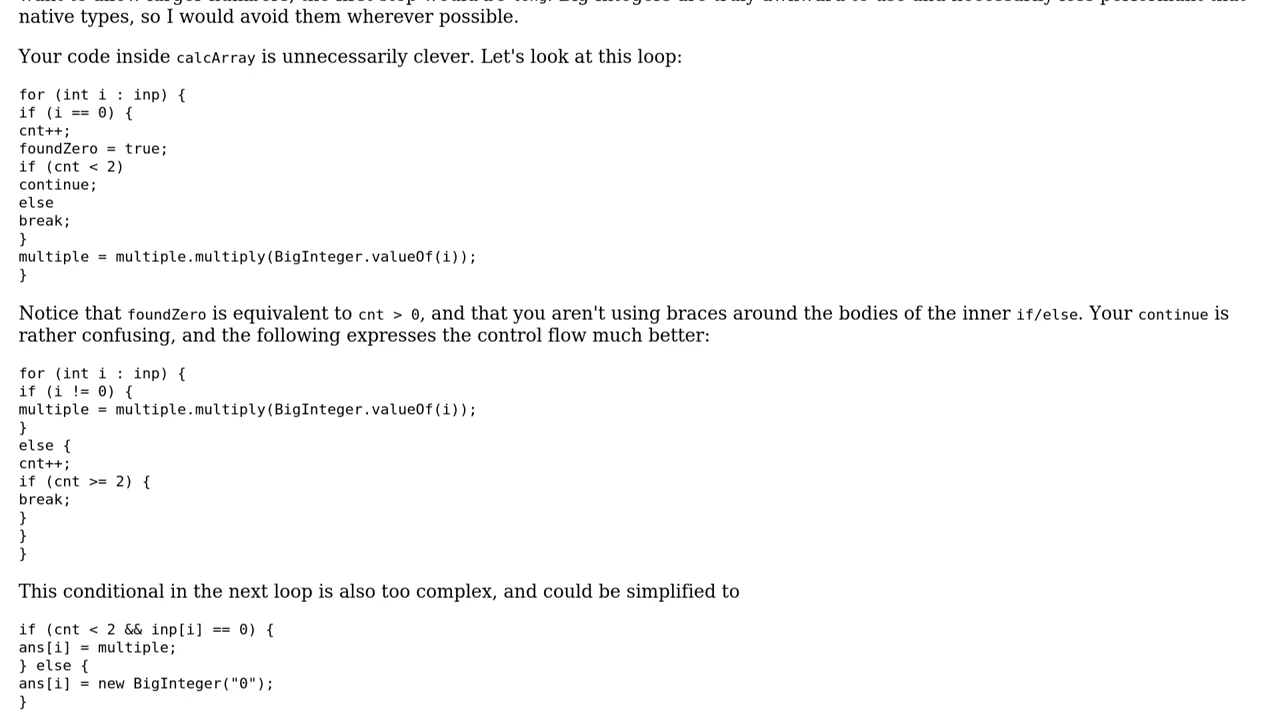 native types, so I would avoid them wherever possible.
Your code inside calcArray is unnecessarily clever. Let's look at this loop:
for (int i : inp) {
if (i == 0) {
cnt++;
foundZero = true;
if (cnt < 2)
continue;
else
break;
}
multiple = multiple.multiply(BigInteger.valueOf(i));
}
Notice that foundZero is equivalent to cnt > 0, and that you aren't using braces around the bodies of the inner if/else. Your continue is
rather confusing, and the following expresses the control flow much better:
for (int i : inp) {
if (i != 0) {
multiple = multiple.multiply(BigInteger.valueOf(i));
}
else {
cnt++;
if (cnt >= 2) {
break;
}
}
}
This conditional in the next loop is also too complex, and could be simplified to
if (cnt < 2 && inp[i] == 0) {
ans[i] = multiple;
} else {
ans[i] = new BigInteger("0");
}